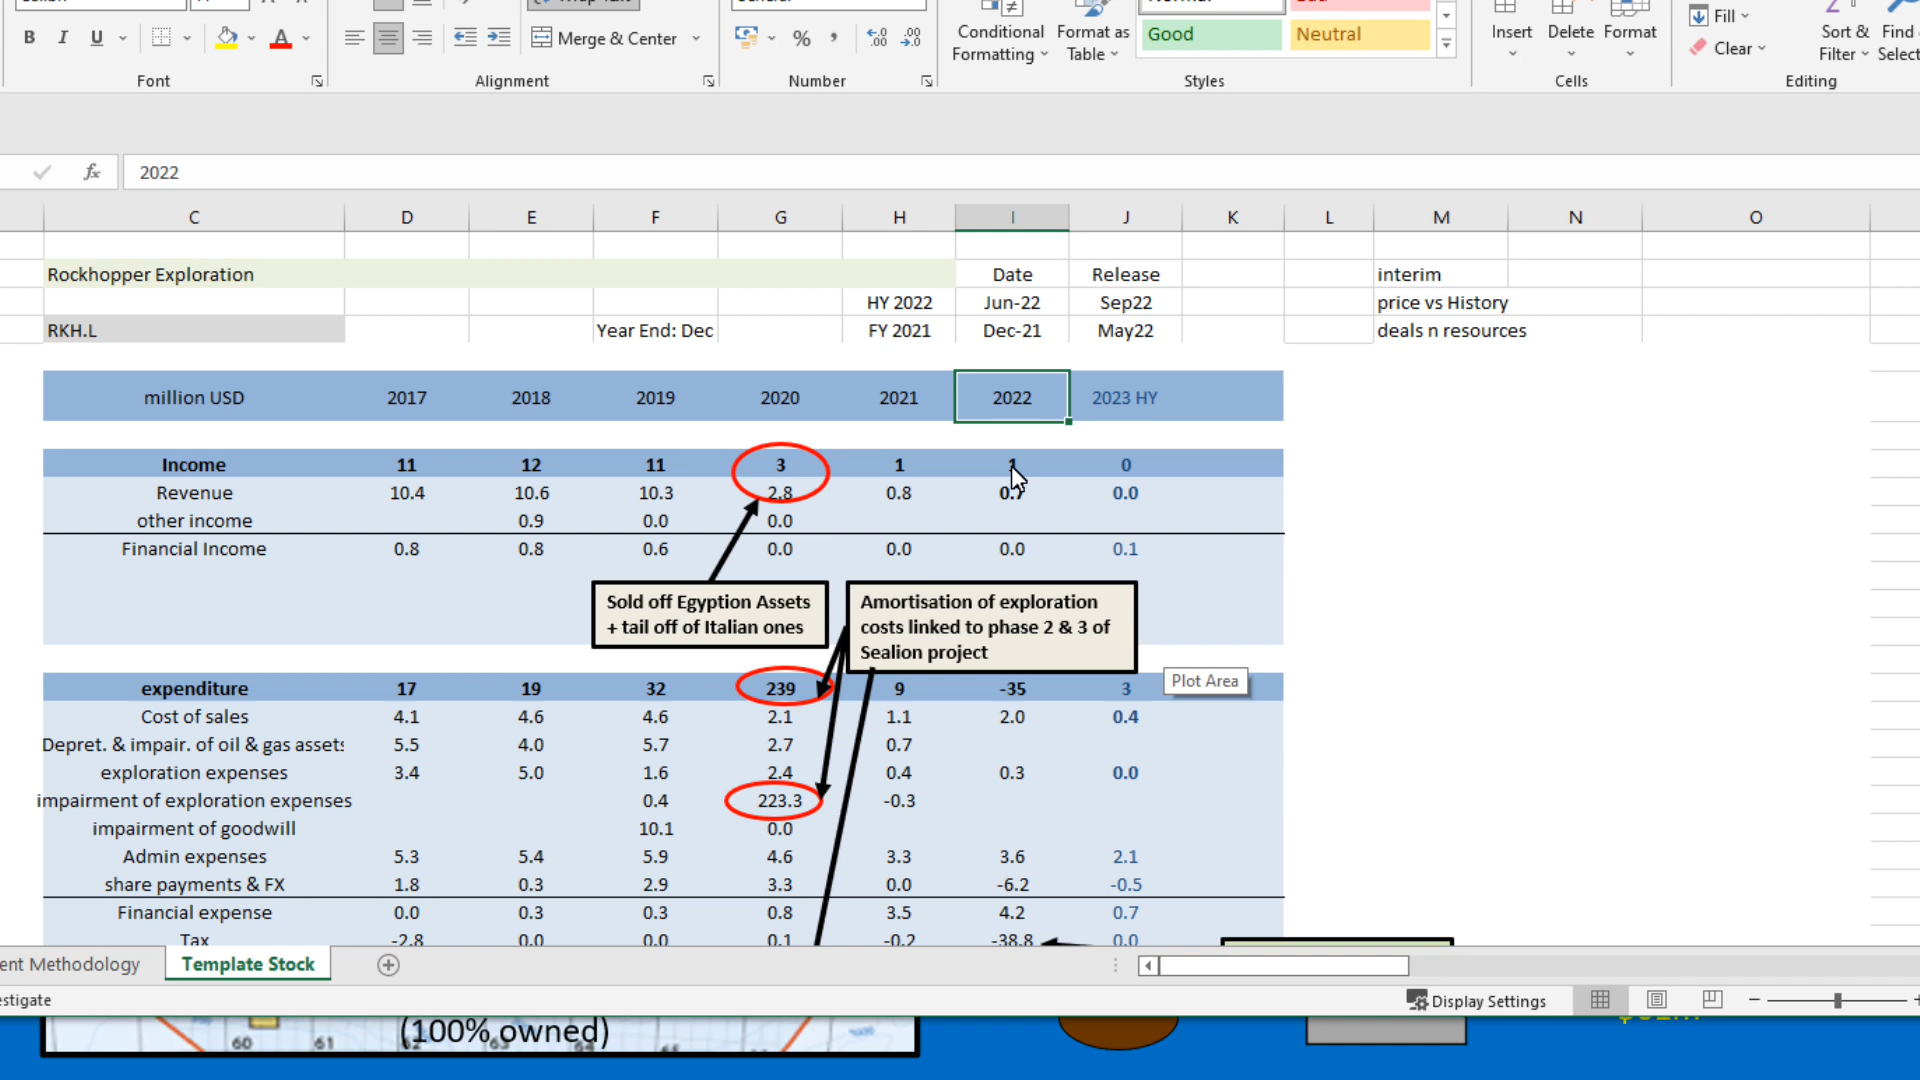 B I U Merge & Center % Conditional Formatting Format as Table Good Neutral Insert Delete Format Fill Clear Sort & Filter Find Select
Font Alignment Number Styles Cells Editing
fx 2022
C D E F G H I J K L M N O
Rockhopper Exploration Date Release interim
HY 2022 Jun-22 Sep22 price vs History
RKH.L Year End: Dec FY 2021 Dec-21 May22 deals n resources
million USD 2017 2018 2019 2020 2021 2022 2023 HY
Income 11 12 11 3 1 1 0
Revenue 10.4 10.6 10.3 2.8 0.8 0.7 0.0
other income 0.9 0.0 0.0
Financial Income 0.8 0.8 0.6 0.0 0.0 0.0 0.1
Sold off Egyption Assets
+ tail off of Italian ones
Amortisation of exploration
costs linked to phase 2 & 3 of
Sealion project
Plot Area
expenditure 17 19 32 239 9 -35 3
Cost of sales 4.1 4.6 4.6 2.1 1.1 2.0 0.4
Depret. & impair. of oil & gas assets 5.5 4.0 5.7 2.7 0.7
exploration expenses 3.4 5.0 1.6 2.4 0.4 0.3 0.0
impairment of exploration expenses 0.4 223.3 -0.3
impairment of goodwill 10.1 0.0
Admin expenses 5.3 5.4 5.9 4.6 3.3 3.6 2.1
share payments & FX 1.8 0.3 2.9 3.3 0.0 -6.2 -0.5
Financial expense 0.0 0.3 0.3 0.8 3.5 4.2 0.7
Tax -2.8 0.0 0.0 0.1 -0.2 -38.8 0.0
ent Methodology Template Stock
estigate Display Settings
(100% owned)
60 61 62 63 64